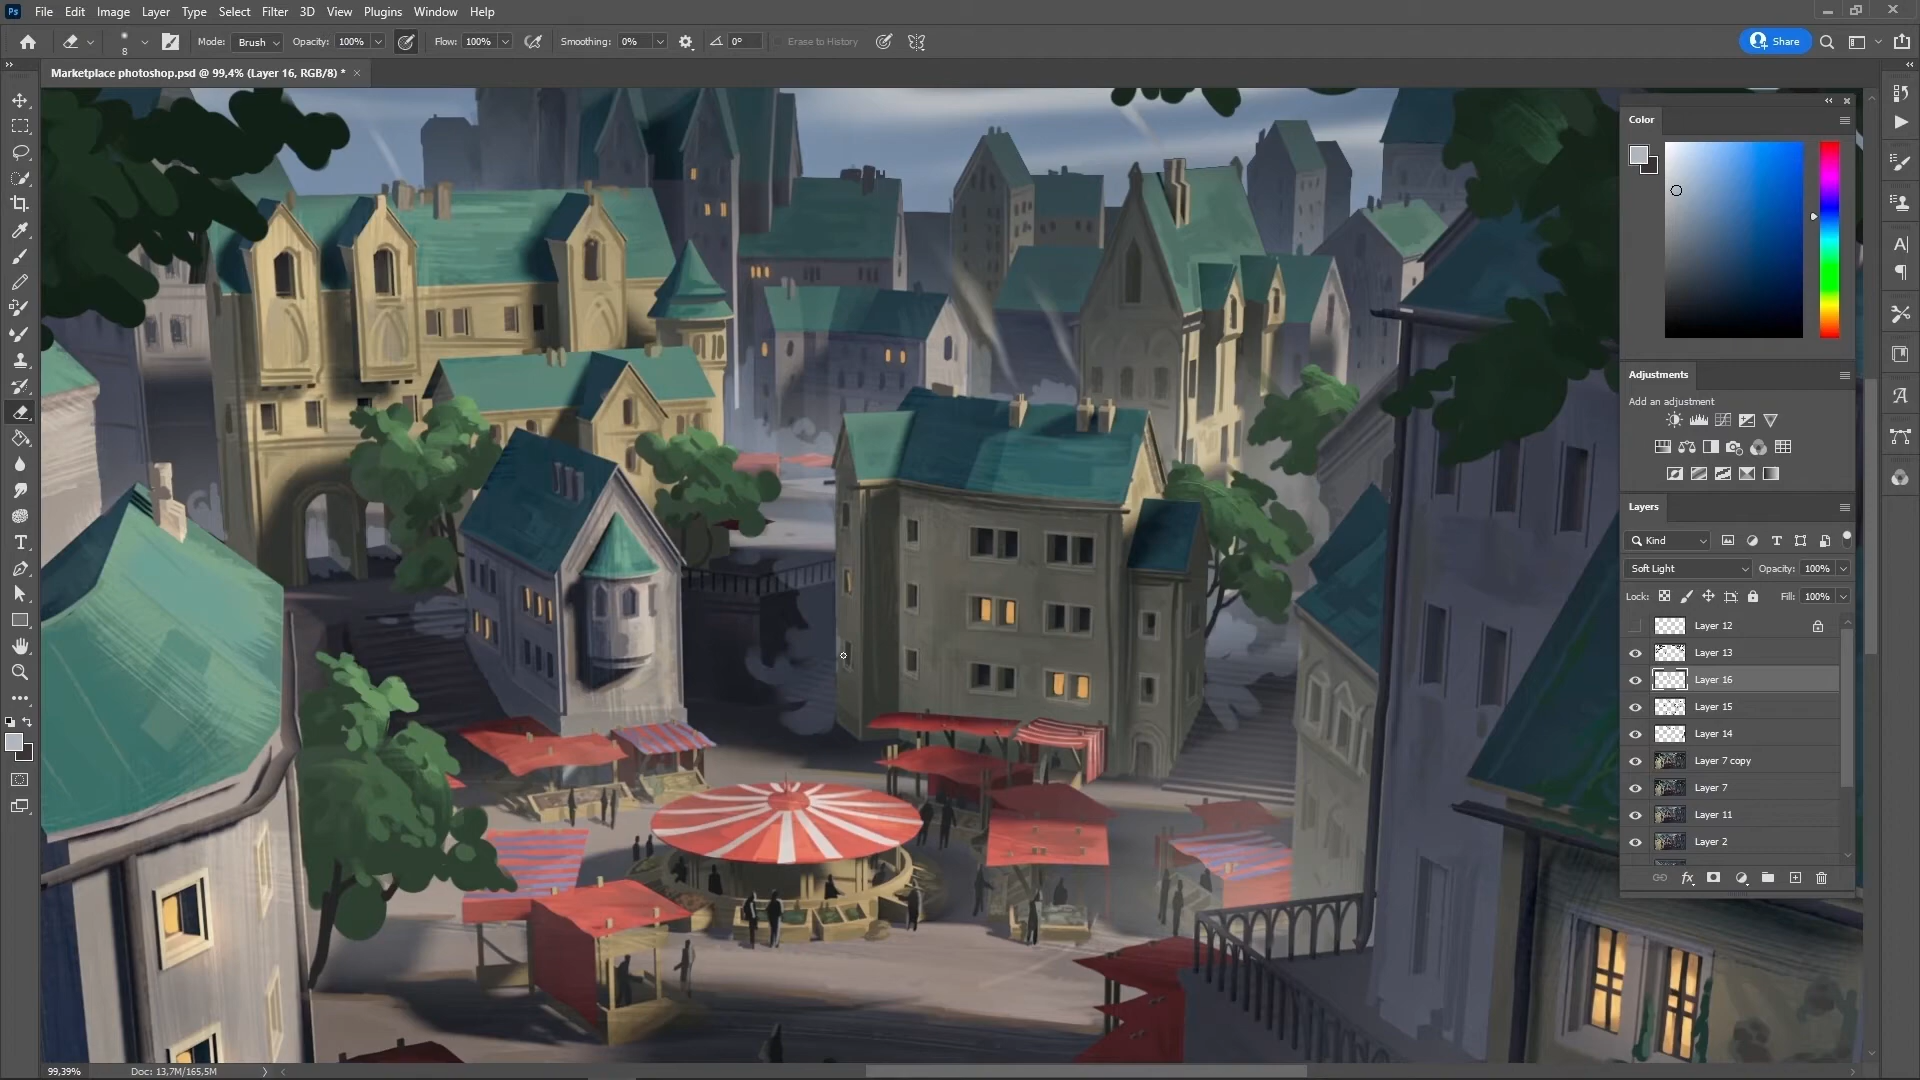 Ps File Edit Image Layer Type Select Filter 3D View Plugins Window Help
8 Mode: Brush Opacity: 100% Flow: 100% Smoothing: 0% 0° Erase to History Share
Marketplace photoshop.psd @ 99,4% (Layer 16, RGB/8) * ×
Color
Adjustments
Add an adjustment
Layers
Kind
Soft Light Opacity: 100%
Lock: Fill: 100%
Layer 12
Layer 13
Layer 16
Layer 15
Layer 14
Layer 7 copy
Layer 7
Layer 11
Layer 2
fx
99,39% Doc: 13,7M/165,5M